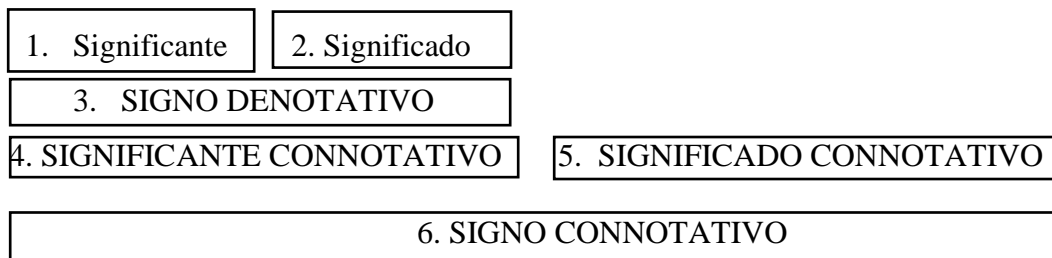 1. Significante 2. Significado
3. SIGNO DENOTATIVO
4. SIGNIFICANTE CONNOTATIVO 5. SIGNIFICADO CONNOTATIVO
6. SIGNO CONNOTATIVO